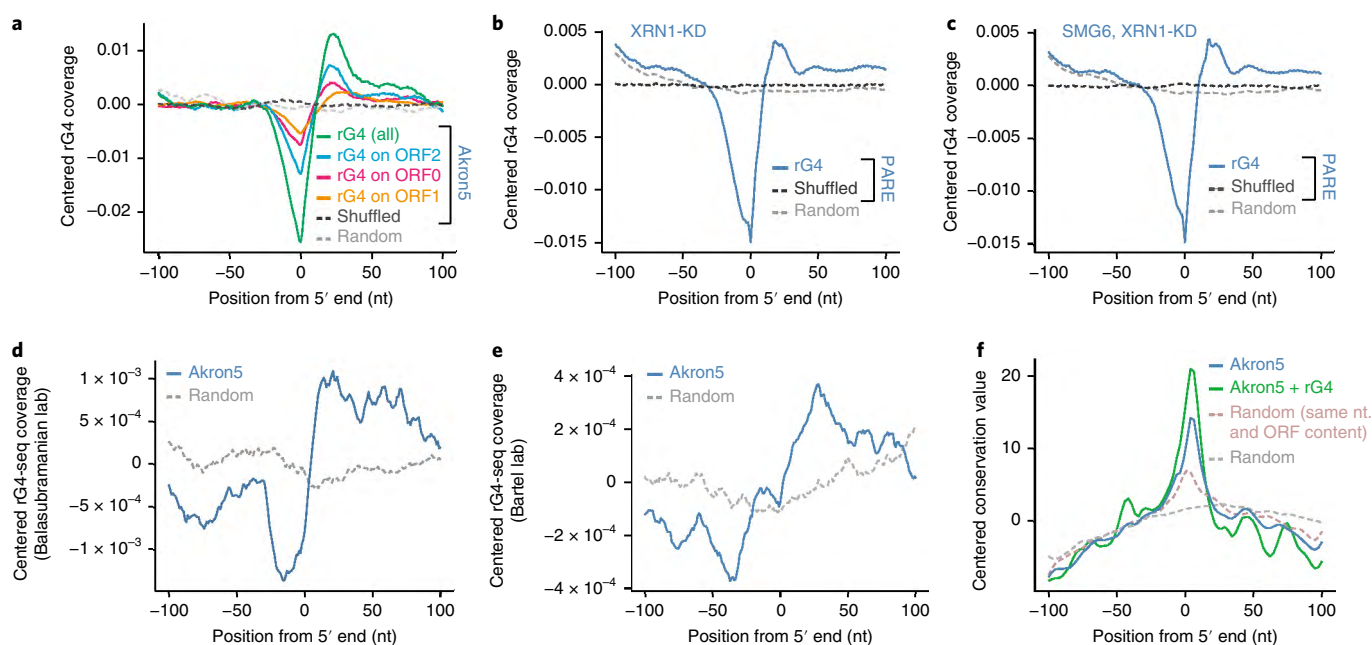 a
Centered rG4 coverage
0.01
0.00
−0.01
−0.02
rG4 (all)
rG4 on ORF2
rG4 on ORF0
rG4 on ORF1
Shuffled
Random
Akron5
−100 −50 0 50 100
Position from 5′ end (nt)
b
XRN1-KD
Centered rG4 coverage
0.005
0.000
−0.005
−0.010
−0.015
rG4
Shuffled
Random
PARE
−100 −50 0 50 100
Position from 5′ end (nt)
c
SMG6, XRN1-KD
Centered rG4 coverage
0.005
0.000
−0.005
−0.010
−0.015
rG4
Shuffled
Random
PARE
−100 −50 0 50 100
Position from 5′ end (nt)
d
Centered rG4-seq coverage
(Balasubramanian lab)
Akron5
Random
1 × 10⁻³
5 × 10⁻⁴
0
−5 × 10⁻⁴
−1 × 10⁻³
−100 −50 0 50 100
Position from 5′ end (nt)
e
Centered rG4-seq coverage
(Bartel lab)
Akron5
Random
4 × 10⁻⁴
2 × 10⁻⁴
0
−2 × 10⁻⁴
−4 × 10⁻⁴
−100 −50 0 50 100
Position from 5′ end (nt)
f
Centered conservation value
Akron5
Akron5 + rG4
Random (same nt.
and ORF content)
Random
20
10
0
−100 −50 0 50 100
Position from 5′ end (nt)